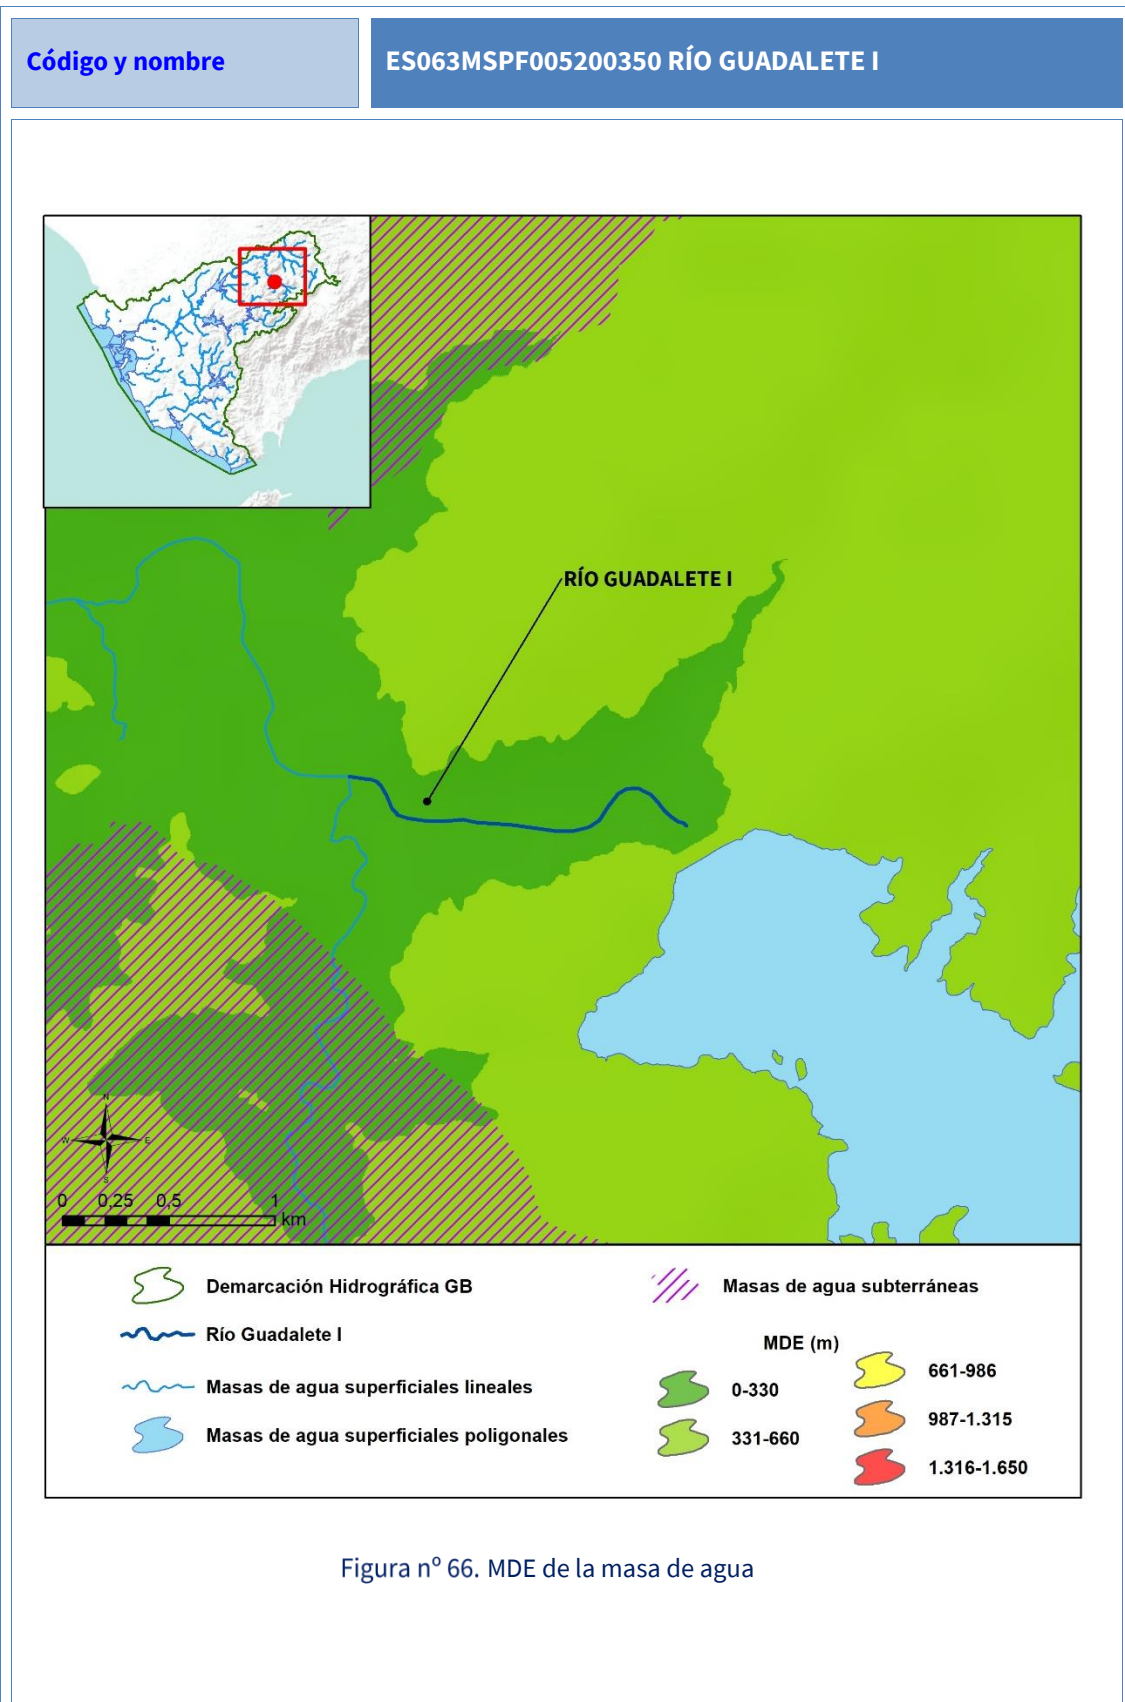 Código y nombre
ES063MSPF005200350 RÍO GUADALETE I
RÍO GUADALETE I
N
W
E
S
0 0,25 0,5 1
km
Demarcación Hidrográfica GB
Río Guadalete I
Masas de agua superficiales lineales
Masas de agua superficiales poligonales
Masas de agua subterráneas
MDE (m)
0-330
331-660
661-986
987-1.315
1.316-1.650
Figura nº 66. MDE de la masa de agua